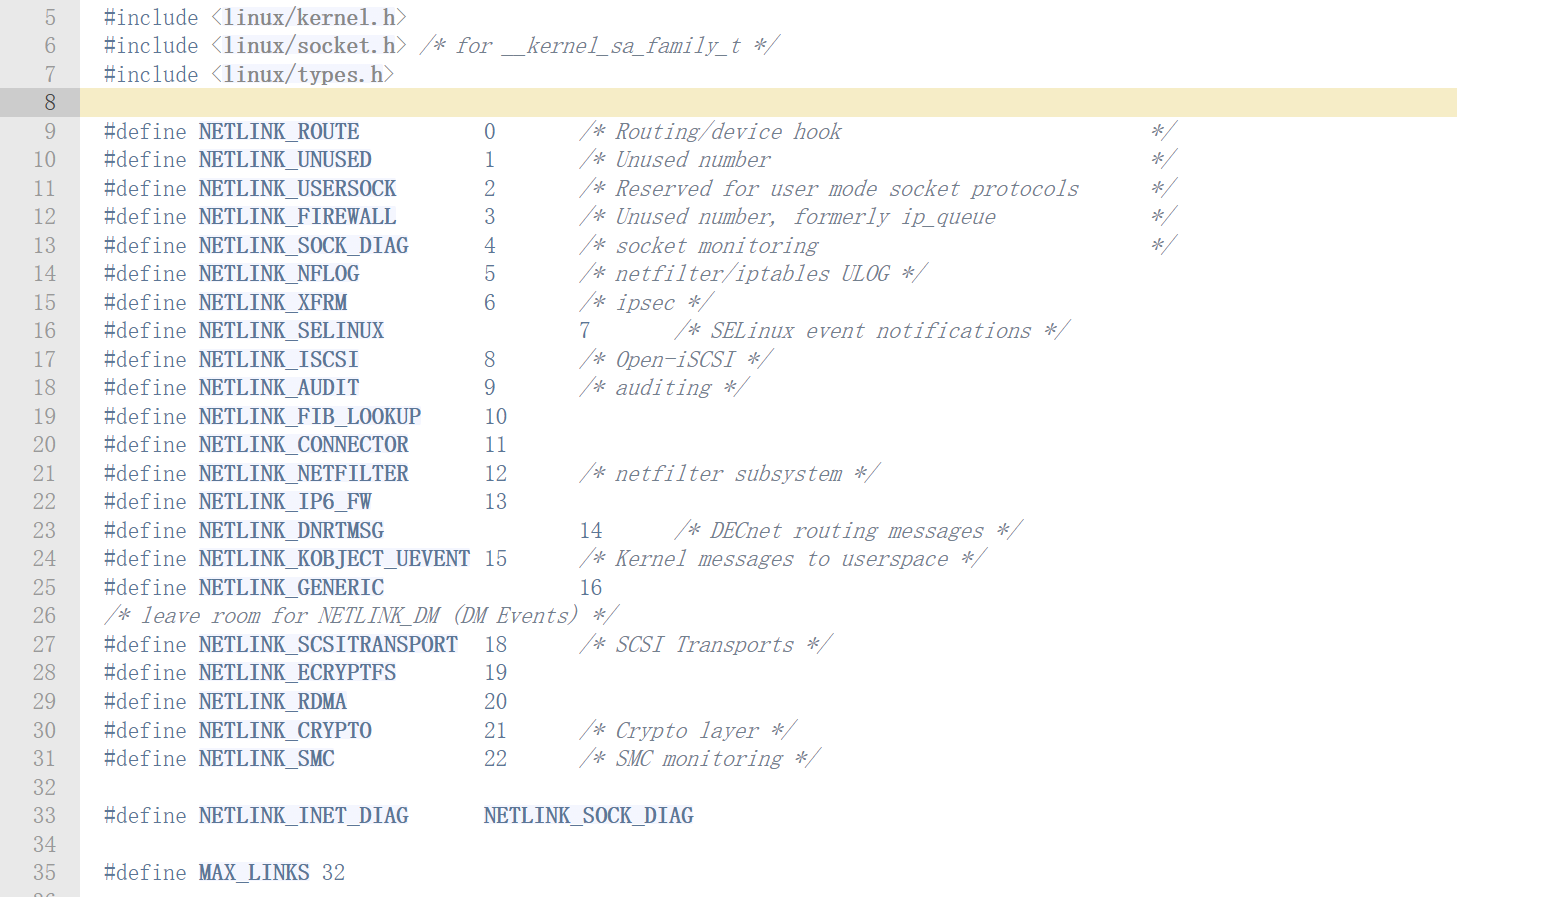 5 #include <linux/kernel.h>
6 #include <linux/socket.h> /* for __kernel_sa_family_t */
7 #include <linux/types.h>
8
9 #define NETLINK_ROUTE 0 /* Routing/device hook */
10 #define NETLINK_UNUSED 1 /* Unused number */
11 #define NETLINK_USERSOCK 2 /* Reserved for user mode socket protocols */
12 #define NETLINK_FIREWALL 3 /* Unused number, formerly ip_queue */
13 #define NETLINK_SOCK_DIAG 4 /* socket monitoring */
14 #define NETLINK_NFLOG 5 /* netfilter/iptables ULOG */
15 #define NETLINK_XFRM 6 /* ipsec */
16 #define NETLINK_SELINUX 7 /* SELinux event notifications */
17 #define NETLINK_ISCSI 8 /* Open-iSCSI */
18 #define NETLINK_AUDIT 9 /* auditing */
19 #define NETLINK_FIB_LOOKUP 10
20 #define NETLINK_CONNECTOR 11
21 #define NETLINK_NETFILTER 12 /* netfilter subsystem */
22 #define NETLINK_IP6_FW 13
23 #define NETLINK_DNRTMSG 14 /* DECnet routing messages */
24 #define NETLINK_KOBJECT_UEVENT 15 /* Kernel messages to userspace */
25 #define NETLINK_GENERIC 16
26 /* leave room for NETLINK_DM (DM Events) */
27 #define NETLINK_SCSITRANSPORT 18 /* SCSI Transports */
28 #define NETLINK_ECRYPTFS 19
29 #define NETLINK_RDMA 20
30 #define NETLINK_CRYPTO 21 /* Crypto layer */
31 #define NETLINK_SMC 22 /* SMC monitoring */
32
33 #define NETLINK_INET_DIAG NETLINK_SOCK_DIAG
34
35 #define MAX_LINKS 32